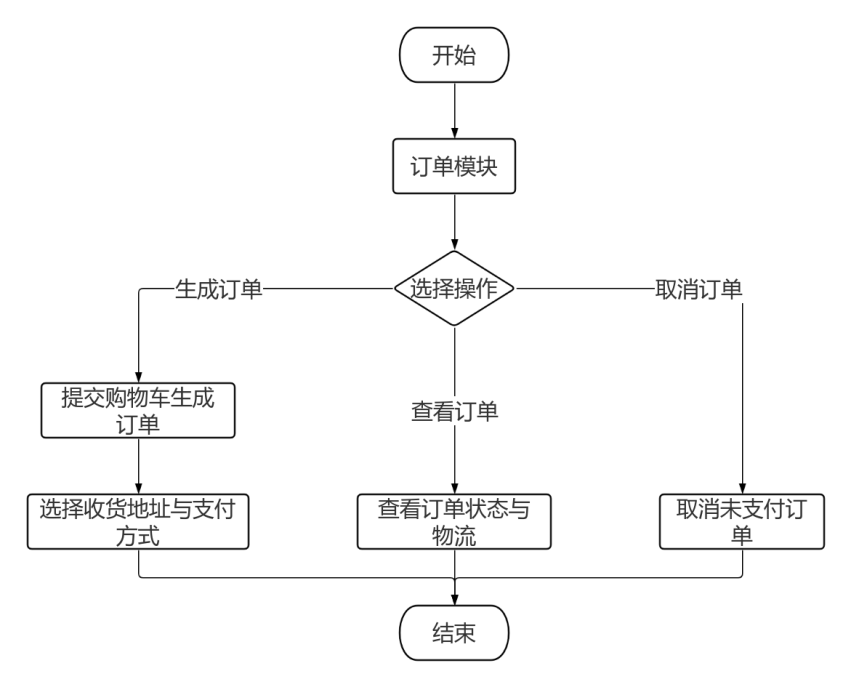 开始
订单模块
选择操作
生成订单
取消订单
提交购物车生成
订单
查看订单
选择收货地址与支付
方式
查看订单状态与
物流
取消未支付订
单
结束